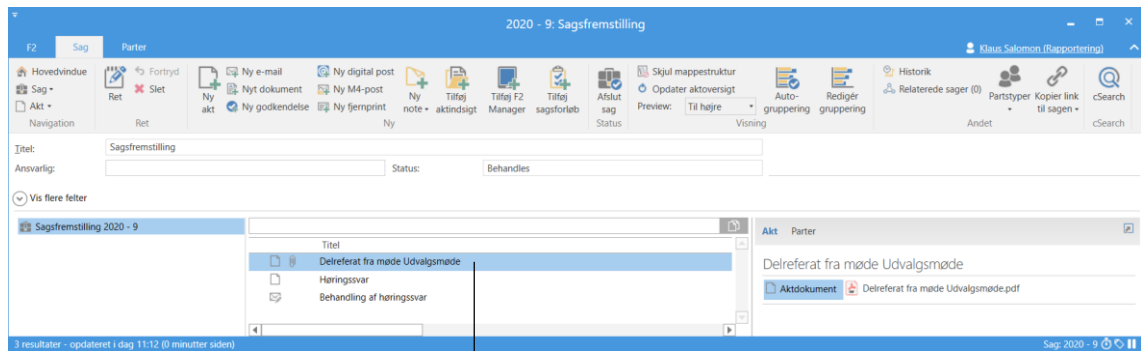 2020 - 9: Sagsfremstilling
F2 Sag Parter Klaus Salomon (Rapportering)
Hovedvindue
Sag
Akt
Navigation
Ret
Fortryd
Slet
Ret
Ny akt
Ny e-mail
Nyt dokument
Ny godkendelse
Ny digital post
Ny M4-post
Ny fjernprint
Ny note
Tilføj aktindsigt
Tilføj F2 Manager
Tilføj sagsforløb
Ny
Afslut sag
Status
Skjul mappestruktur
Opdater aktoversigt
Preview: Til højre
Auto-gruppering
Redigér gruppering
Visning
Historik
Relaterede sager (0)
Partstyper
Kopier link til sagen
Andet
cSearch
cSearch
Titel: Sagsfremstilling
Ansvarlig: Status: Behandles
Vis flere felter
Sagsfremstilling 2020 - 9
Titel
Delreferat fra møde Udvalgsmøde
Høringssvar
Behandling af høringssvar
Akt Parter
Delreferat fra møde Udvalgsmøde
Aktdokument Delreferat fra møde Udvalgsmøde.pdf
3 resultater - opdateret i dag 11:12 (0 minutter siden) Sag: 2020 - 9